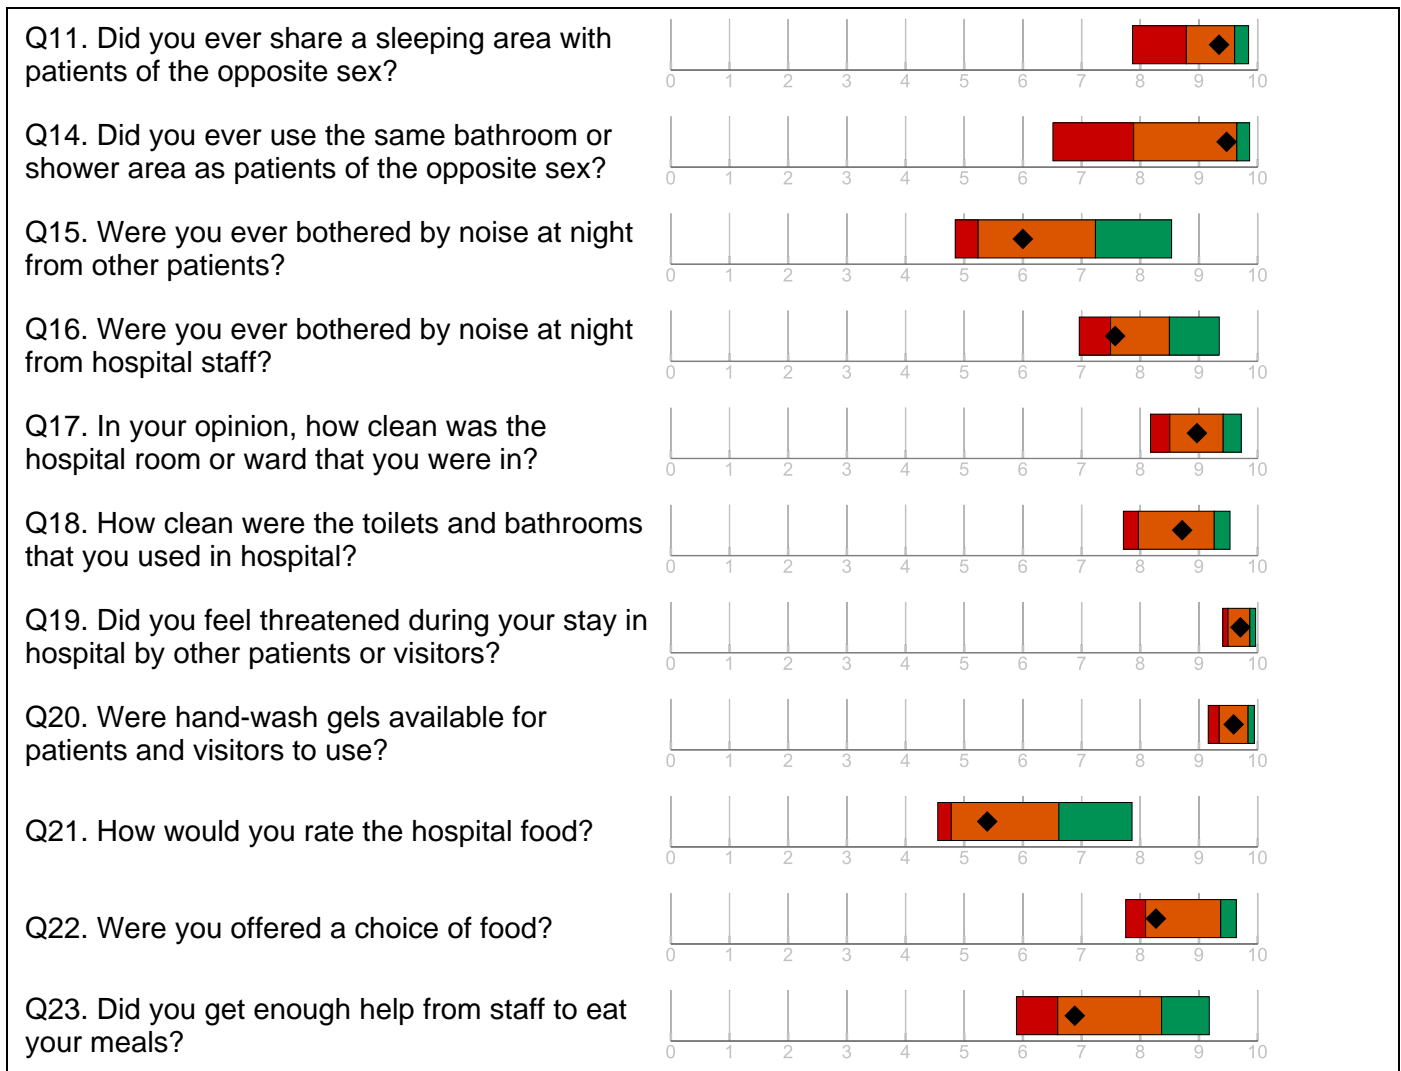 Q11. Did you ever share a sleeping area with
patients of the opposite sex?
0 1 2 3 4 5 6 7 8 9 10
Q14. Did you ever use the same bathroom or
shower area as patients of the opposite sex?
0 1 2 3 4 5 6 7 8 9 10
Q15. Were you ever bothered by noise at night
from other patients?
0 1 2 3 4 5 6 7 8 9 10
Q16. Were you ever bothered by noise at night
from hospital staff?
0 1 2 3 4 5 6 7 8 9 10
Q17. In your opinion, how clean was the
hospital room or ward that you were in?
0 1 2 3 4 5 6 7 8 9 10
Q18. How clean were the toilets and bathrooms
that you used in hospital?
0 1 2 3 4 5 6 7 8 9 10
Q19. Did you feel threatened during your stay in
hospital by other patients or visitors?
0 1 2 3 4 5 6 7 8 9 10
Q20. Were hand-wash gels available for
patients and visitors to use?
0 1 2 3 4 5 6 7 8 9 10
Q21. How would you rate the hospital food?
0 1 2 3 4 5 6 7 8 9 10
Q22. Were you offered a choice of food?
0 1 2 3 4 5 6 7 8 9 10
Q23. Did you get enough help from staff to eat
your meals?
0 1 2 3 4 5 6 7 8 9 10